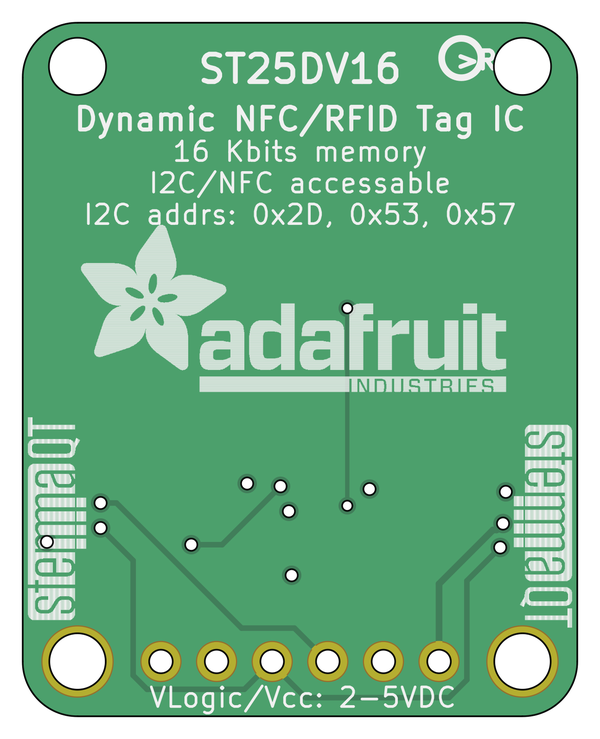 ST25DV16
R
Dynamic NFC/RFID Tag IC
16 Kbits memory
I2C/NFC accessable
I2C addrs: 0x2D, 0x53, 0x57
adafruit
INDUSTRIES
stemmaQT
stemmaQT
VLogic/Vcc: 2-5VDC